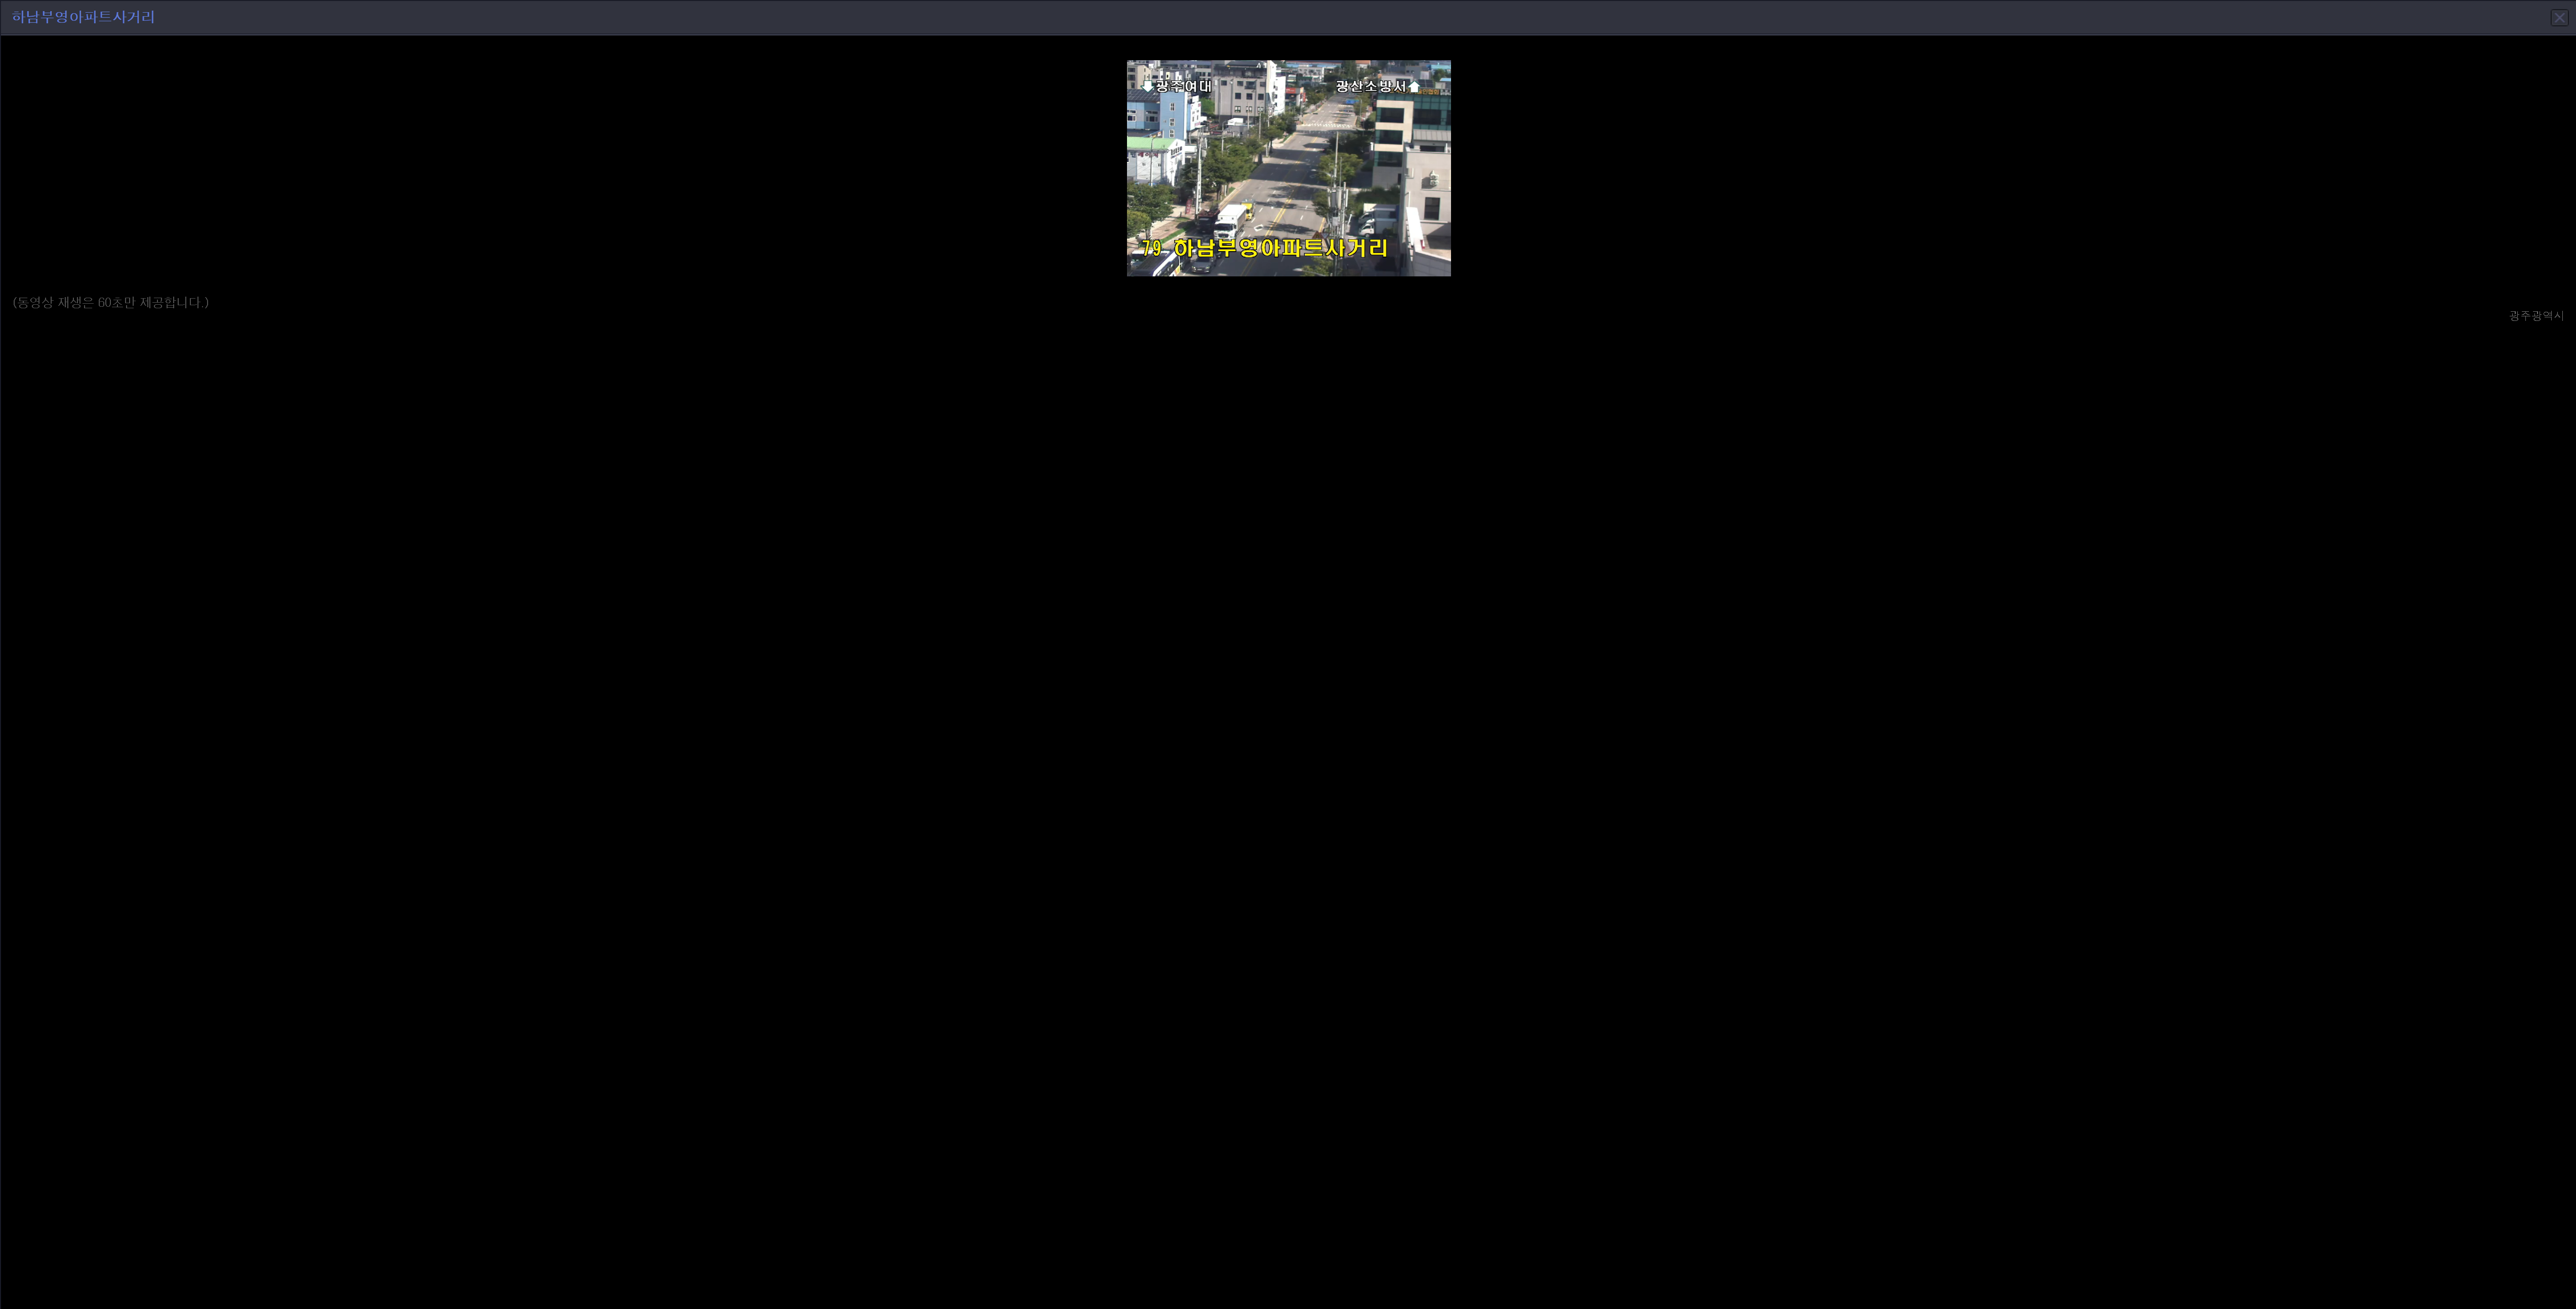 하남부영아파트사거리
⬇광주여대
광산소방서⬆
79 하남부영아파트사거리
(동영상 재생은 60초만 제공합니다.)
광주광역시